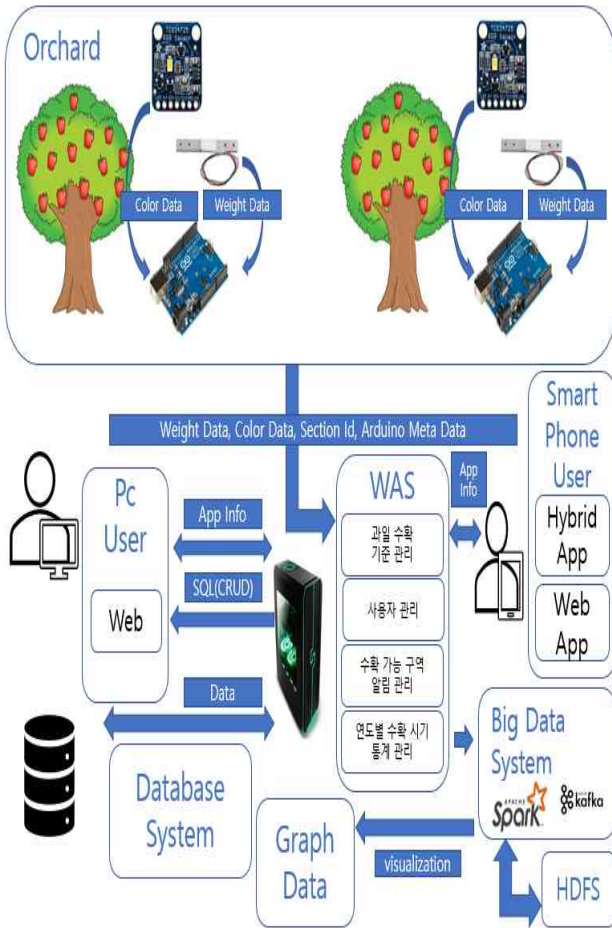 Orchard
Color Data
Weight Data
Color Data
Weight Data
Weight Data, Color Data, Section Id, Arduino Meta Data
Pc
User
Web
App Info
SQL(CRUD)
Data
WAS
과일 수확
기준 관리
사용자 관리
수확 가능 구역
알림 관리
연도별 수확 시기
통계 관리
App
Info
Smart
Phone
User
Hybrid
App
Web
App
Database
System
Graph
Data
visualization
Big Data
System
APACHE
Spark
kafka
HDFS